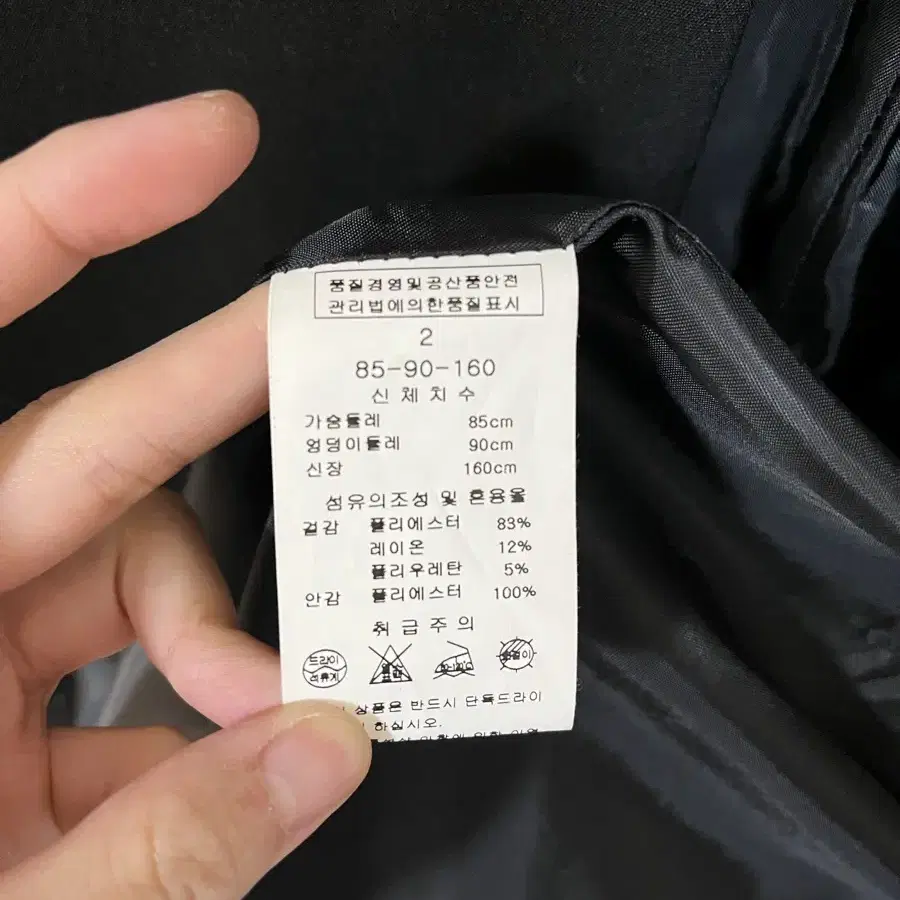 품질경영및공산품안전
관리법에의한품질표시
2
85-90-160
신체치수
가슴둘레 85cm
엉덩이둘레 90cm
신장 160cm
섬유의조성 및 혼용율
겉감 폴리에스터 83%
레이온 12%
폴리우레탄 5%
안감 폴리에스터 100%
취급주의
드라이
석유계
상품은 반드시 단독드라이
하십시오.